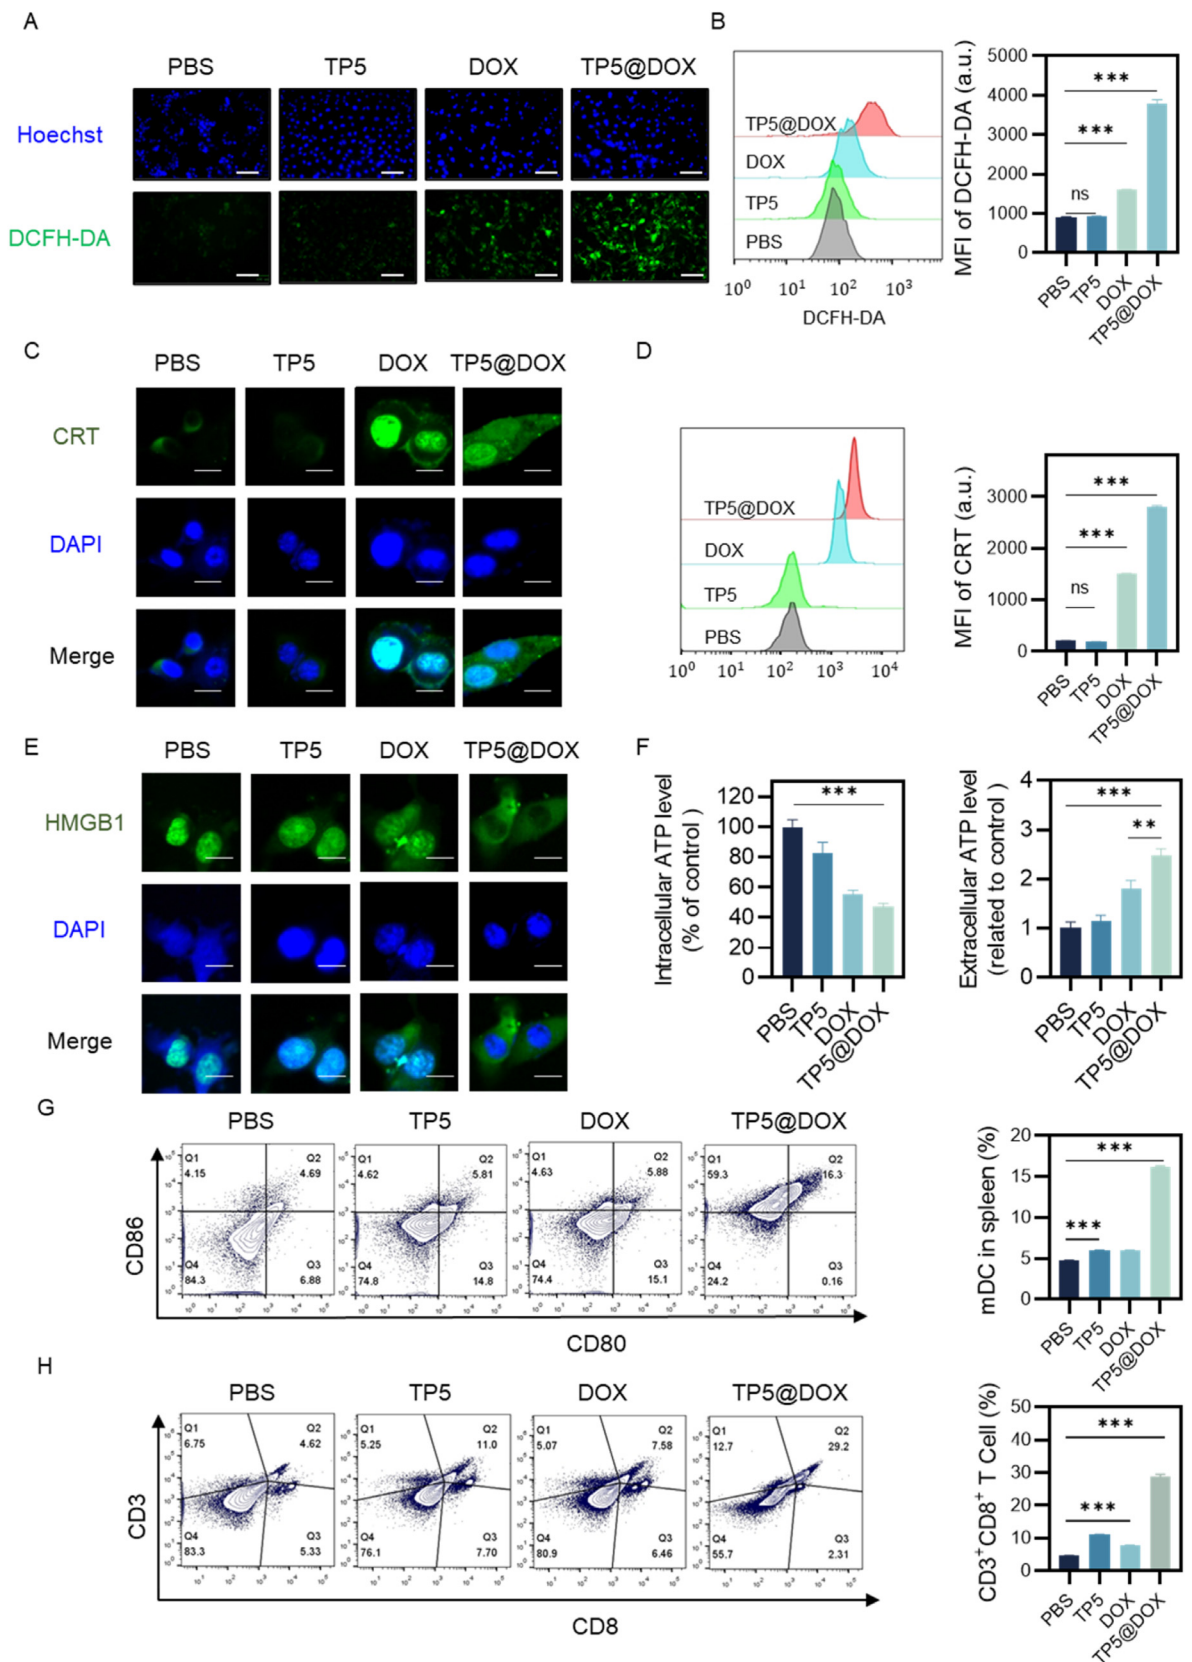 A
PBS TP5 DOX TP5@DOX
Hoechst
DCFH-DA
B
TP5@DOX
DOX
TP5
PBS
10⁰ 10¹ 10² 10³
DCFH-DA
MFI of DCFH-DA (a.u.)
5000
4000
3000
2000
1000
0
***
***
ns
PBS TP5 DOX TP5@DOX
C
PBS TP5 DOX TP5@DOX
CRT
DAPI
Merge
D
TP5@DOX
DOX
TP5
PBS
10⁰ 10¹ 10² 10³ 10⁴
MFI of CRT (a.u.)
3000
2000
1000
0
***
***
ns
PBS TP5 DOX TP5@DOX
E
PBS TP5 DOX TP5@DOX
HMGB1
DAPI
Merge
F
Intracellular ATP level
(% of control)
120
100
80
60
40
20
0
***
PBS TP5 DOX TP5@DOX
Extracellular ATP level
(related to control)
4
3
2
1
0
***
**
PBS TP5 DOX TP5@DOX
G
PBS TP5 DOX TP5@DOX
Q1 4.15 Q2 4.69 Q4 84.3 Q3 6.88
Q1 4.62 Q2 5.81 Q4 74.8 Q3 14.8
Q1 4.63 Q2 5.88 Q4 74.4 Q3 15.1
Q1 59.3 Q2 16.3 Q4 24.2 Q3 0.16
CD86
CD80
mDC in spleen (%)
20
15
10
5
0
***
***
PBS TP5 DOX TP5@DOX
H
PBS TP5 DOX TP5@DOX
Q1 6.75 Q2 4.62 Q4 83.3 Q3 5.33
Q1 5.25 Q2 11.0 Q4 76.1 Q3 7.70
Q1 5.07 Q2 7.58 Q4 80.9 Q3 6.46
Q1 12.7 Q2 29.2 Q4 55.7 Q3 2.31
CD3
CD8
CD3⁺CD8⁺ T Cell (%)
50
40
30
20
10
0
***
***
PBS TP5 DOX TP5@DOX